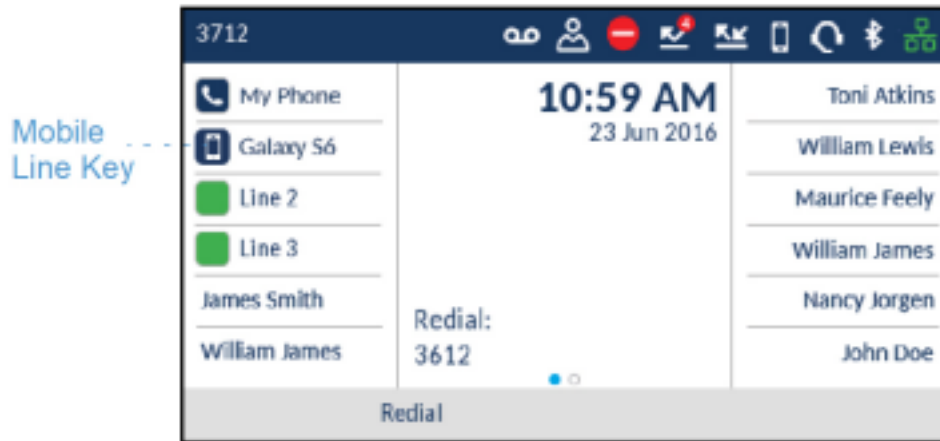 3712
4
Mobile
Line Key
My Phone
Galaxy S6
Line 2
Line 3
James Smith
William James
10:59 AM
23 Jun 2016
Redial:
3612
Toni Atkins
William Lewis
Maurice Feely
William James
Nancy Jorgen
John Doe
Redial